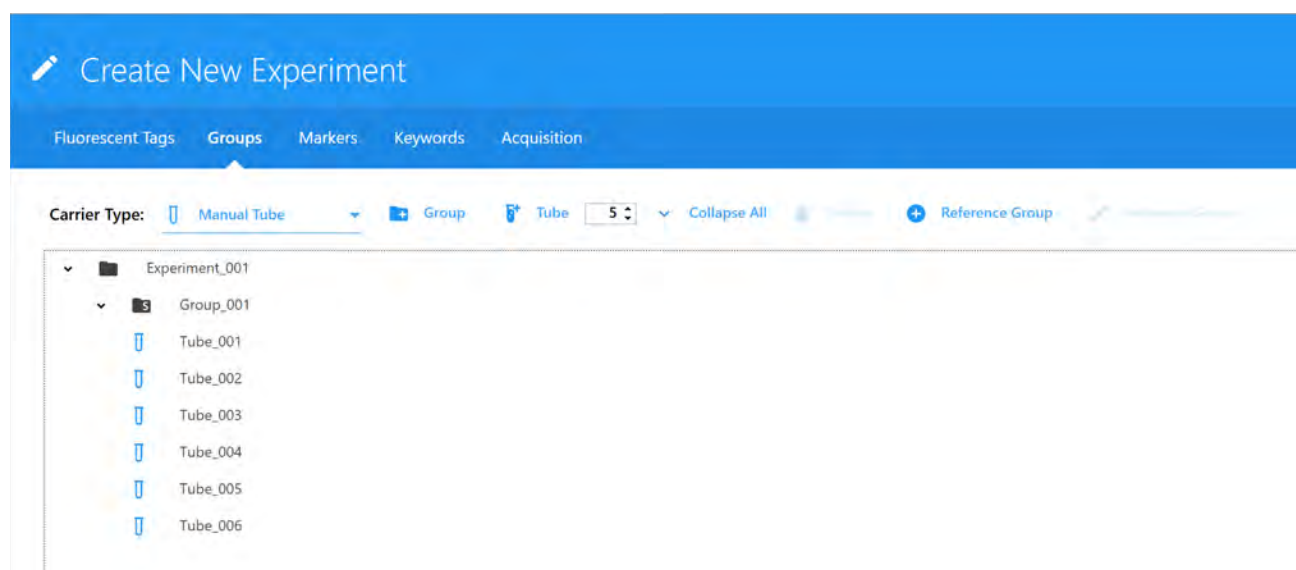 Create New Experiment
Fluorescent Tags Groups Markers Keywords Acquisition
Carrier Type: Manual Tube Group Tube 5 Collapse All Reference Group
Experiment_001
S Group_001
Tube_001
Tube_002
Tube_003
Tube_004
Tube_005
Tube_006